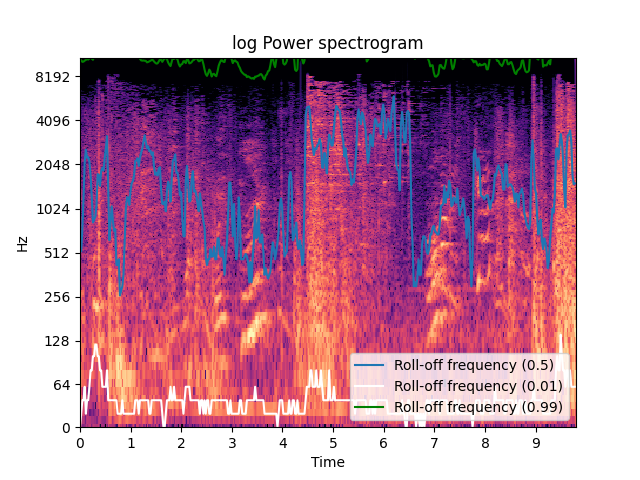 log Power spectrogram
8192
4096
2048
1024
512
256
128
64
0
Hz
Roll-off frequency (0.5)
Roll-off frequency (0.01)
Roll-off frequency (0.99)
0 1 2 3 4 5 6 7 8 9
Time